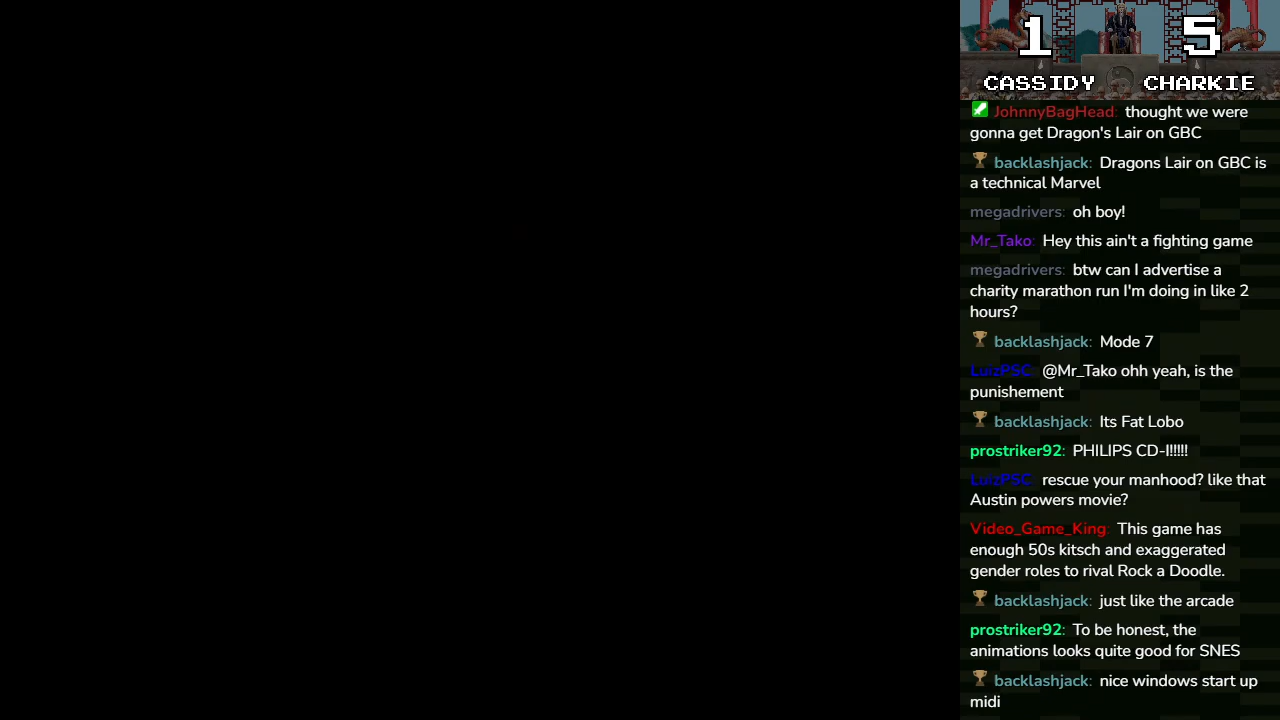 1 5
CASSIDY CHARKIE
JohnnyBagHead: thought we were
gonna get Dragon's Lair on GBC
backlashjack: Dragons Lair on GBC is
a technical Marvel
megadrivers: oh boy!
Mr_Tako: Hey this ain't a fighting game
megadrivers: btw can I advertise a
charity marathon run I'm doing in like 2
hours?
backlashjack: Mode 7
LuizPSC: @Mr_Tako ohh yeah, is the
punishement
backlashjack: Its Fat Lobo
prostriker92: PHILIPS CD-I!!!!!
LuizPSC: rescue your manhood? like that
Austin powers movie?
Video_Game_King: This game has
enough 50s kitsch and exaggerated
gender roles to rival Rock a Doodle.
backlashjack: just like the arcade
prostriker92: To be honest, the
animations looks quite good for SNES
backlashjack: nice windows start up
midi